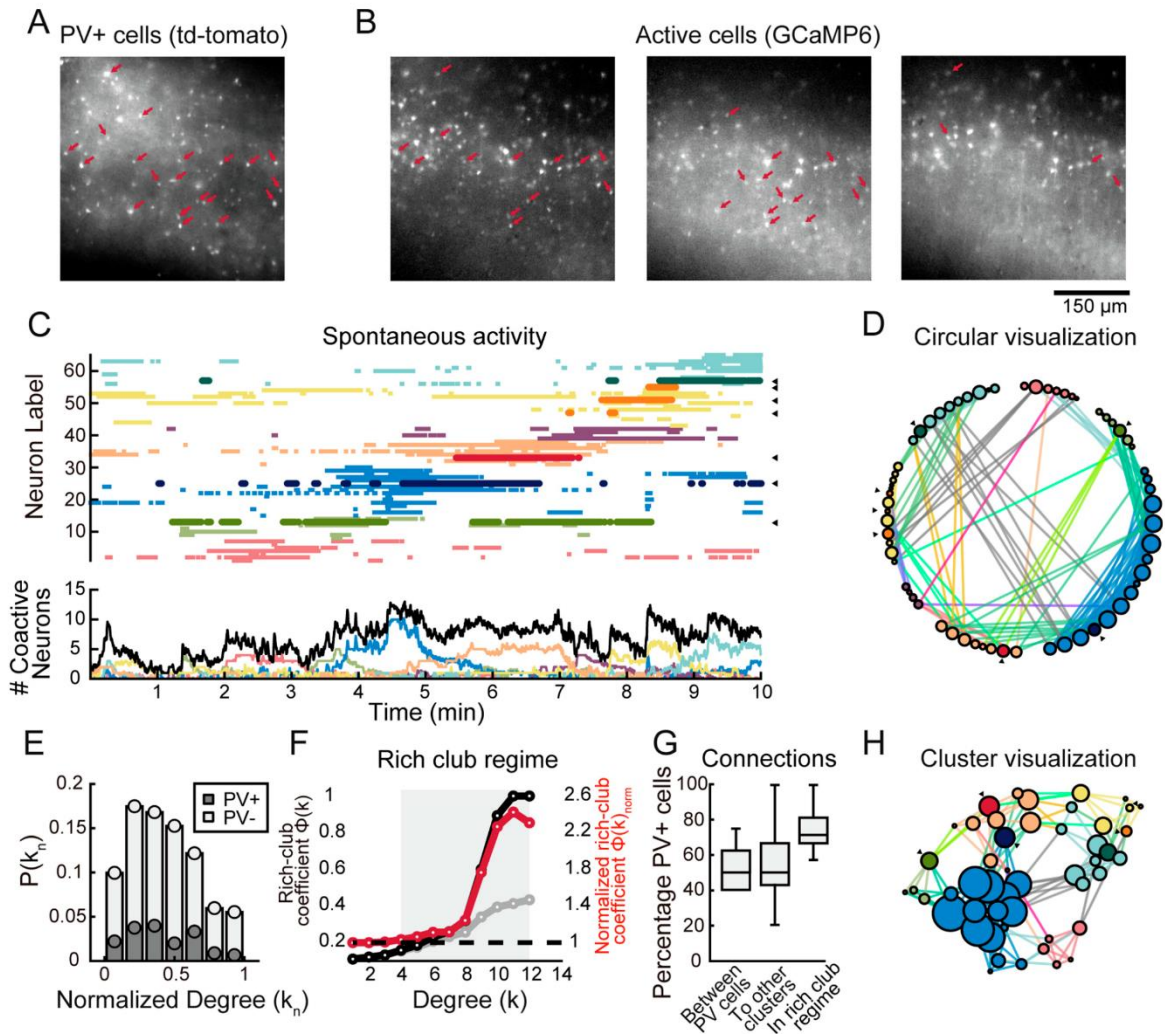 A
PV+ cells (td-tomato)
B
Active cells (GCaMP6)
150 µm
C
Spontaneous activity
Neuron Label
60
50
40
30
20
10
# Coactive
Neurons
15
10
5
0
1 2 3 4 5 6 7 8 9 10
Time (min)
D
Circular visualization
E
P(kn)
0.2
0.15
0.1
0.05
0
PV+
PV-
0 0.5 1
Normalized Degree (kn)
F
Rich club regime
Rich-club
coefficient Φ(k)
1
0.8
0.6
0.4
0.2
2 4 6 8 10 12 14
Degree (k)
2.6
2.2
1.8
1.4
1
Normalized rich-club
coefficient Φ(k)norm
G
Connections
Percentage PV+ cells
100
80
60
40
20
0
Between
PV cells
To other
clusters
In rich club
regime
H
Cluster visualization